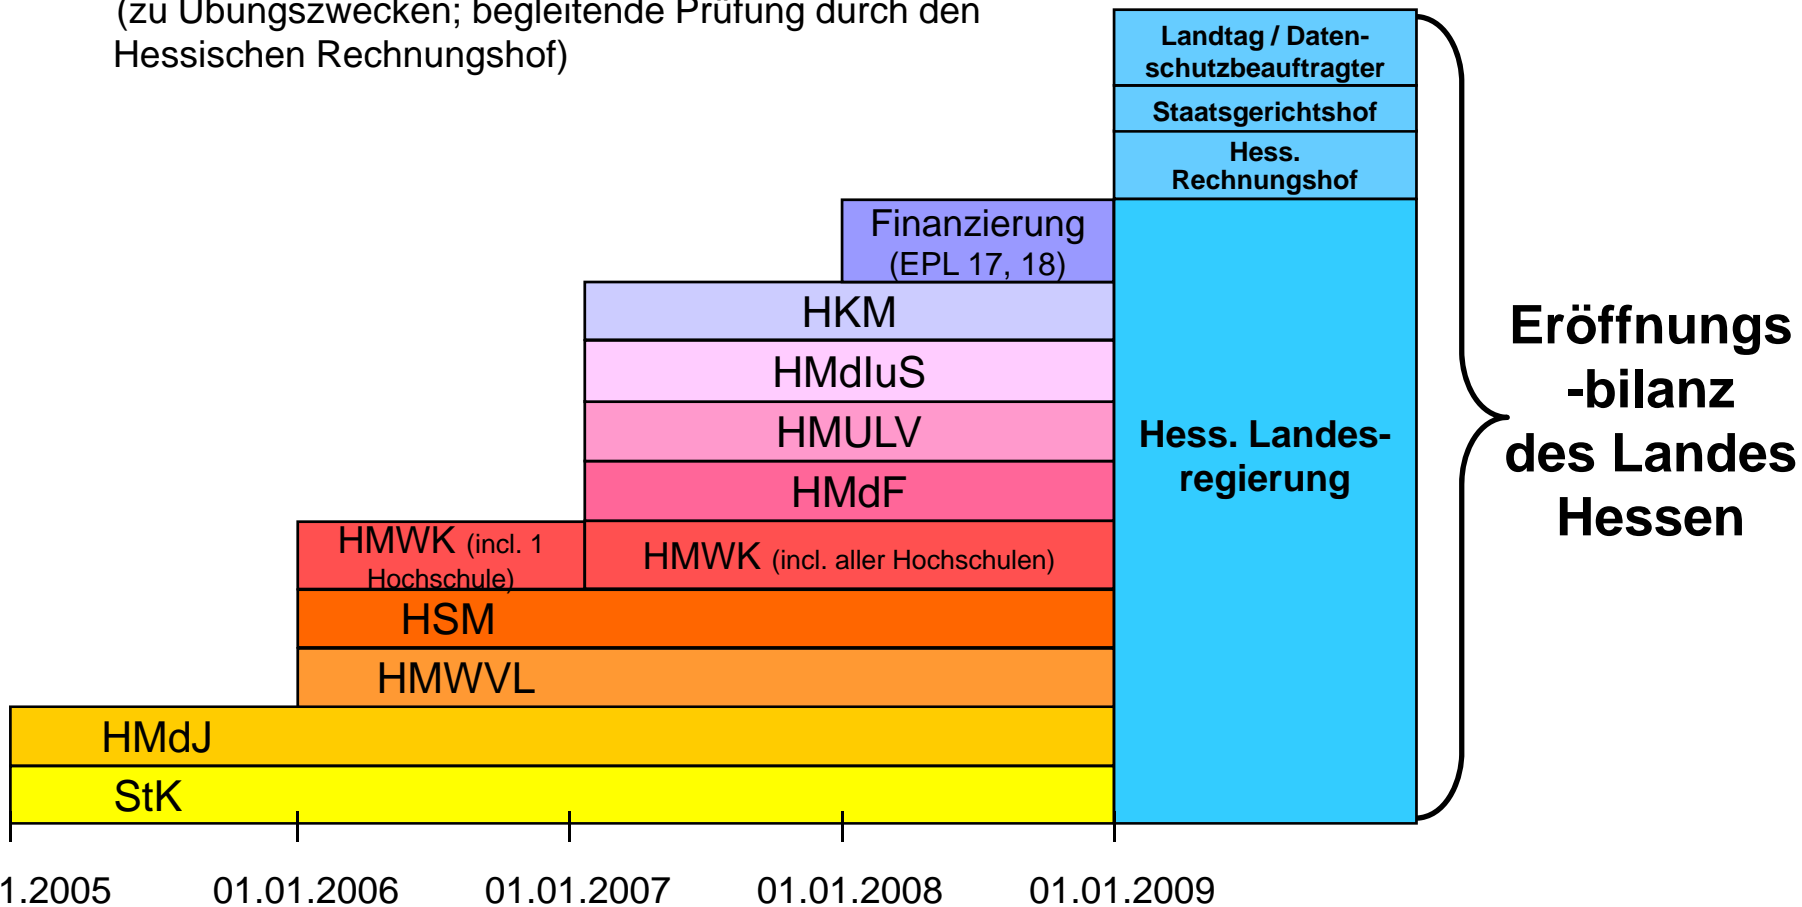 (zu Übungszwecken; begleitende Prüfung durch den
Hessischen Rechnungshof)
Landtag / Daten-
schutzbeauftragter
Staatsgerichtshof
Hess.
Rechnungshof
Finanzierung
(EPL 17, 18)
HKM
HMdIuS
HMULV
HMdF
HMWK (incl. 1
Hochschule)
HMWK (incl. aller Hochschulen)
HSM
HMWVL
HMdJ
StK
Hess. Landes-
regierung
Eröffnungs
-bilanz
des Landes
Hessen
1.2005
01.01.2006
01.01.2007
01.01.2008
01.01.2009